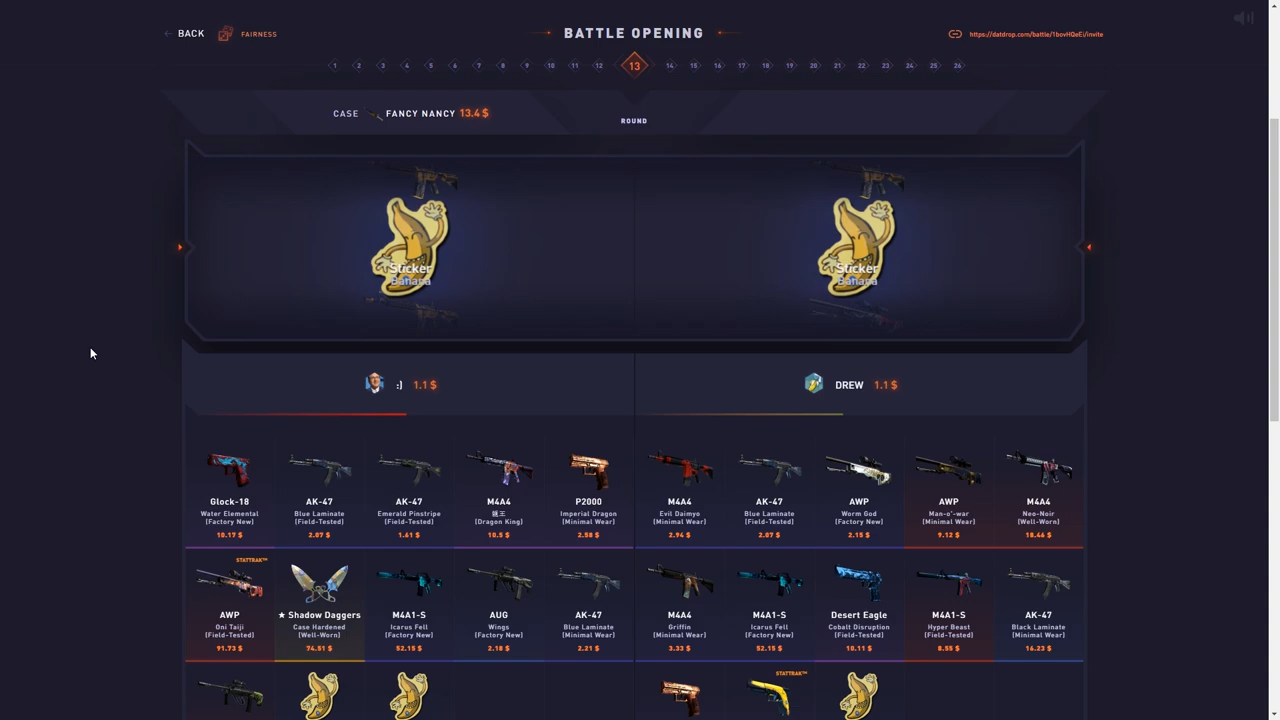 BACK
FAIRNESS
BATTLE OPENING
https://datdrop.com/battle/1bovHQeEi/invite
1 2 3 4 5 6 7 8 9 10 11 12 13 14 15 16 17 18 19 20 21 22 23 24 25 26
CASE FANCY NANCY 13.4 $
ROUND
Sticker
Banana
Sticker
Banana
:) 1.1 $
DREW 1.1 $
Glock-18 AK-47 AK-47 M4A4 P2000 M4A4 AK-47 AWP AWP M4A4
Water Elemental Blue Laminate Emerald Pinstripe 龍王 Imperial Dragon Evil Daimyo Blue Laminate Worm God Man-o'-war Neo-Noir
(Factory New) (Field-Tested) (Field-Tested) (Dragon King) (Minimal Wear) (Minimal Wear) (Field-Tested) (Factory New) (Minimal Wear) (Well-Worn)
10.17 $ 2.07 $ 1.61 $ 10.5 $ 2.58 $ 2.94 $ 2.07 $ 2.15 $ 9.12 $ 18.46 $
STATTRAK™
AWP ★ Shadow Daggers M4A1-S AUG AK-47 M4A4 M4A1-S Desert Eagle M4A1-S AK-47
Oni Taiji Case Hardened Icarus Fell Wings Blue Laminate Griffin Icarus Fell Cobalt Disruption Hyper Beast Black Laminate
(Field-Tested) (Well-Worn) (Factory New) (Factory New) (Minimal Wear) (Minimal Wear) (Factory New) (Field-Tested) (Field-Tested) (Minimal Wear)
91.73 $ 74.51 $ 52.15 $ 2.18 $ 2.21 $ 3.33 $ 52.15 $ 10.11 $ 8.55 $ 16.23 $
STATTRAK™